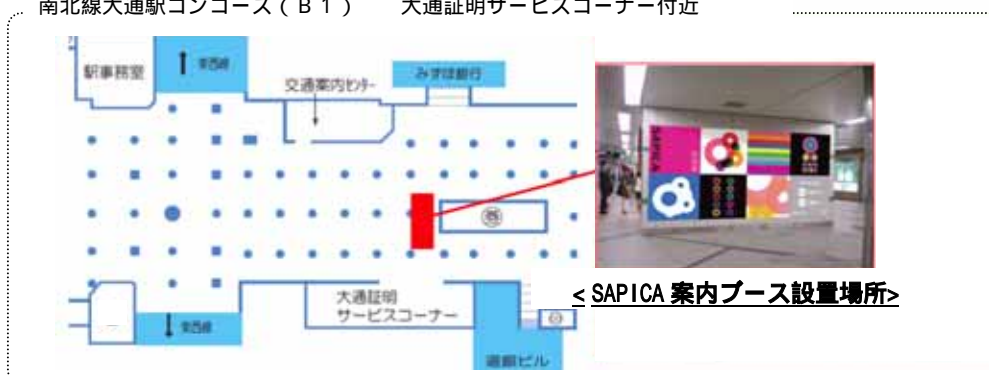 南北線大通駅コンコース(B1) 大通証明サービスコーナー付近
駅事務室
東西線
交通案内センター
みずほ銀行
SAPICA
大通証明
サービスコーナー
東西線
道銀ビル
< SAPICA 案内ブース設置場所>